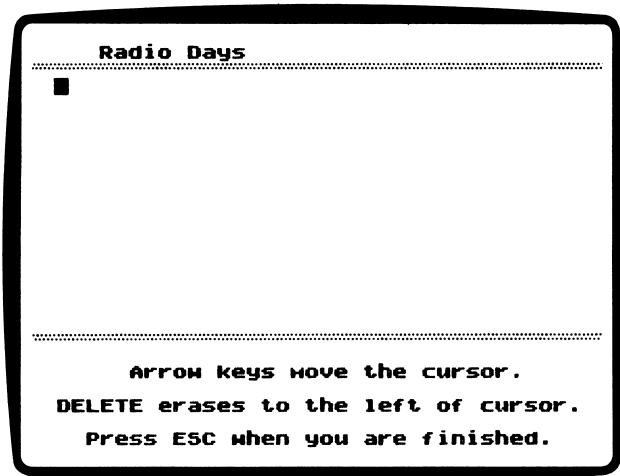 Radio Days
Arrow keys move the cursor.
DELETE erases to the left of cursor.
Press ESC when you are finished.